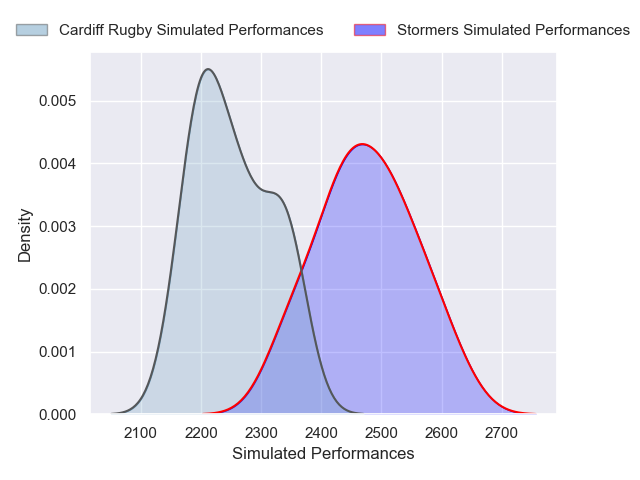 Cardiff Rugby Simulated Performances   Stormers Simulated Performances
0.005
0.004
0.003
0.002
0.001
0.000
Density
2100 2200 2300 2400 2500 2600 2700
Simulated Performances